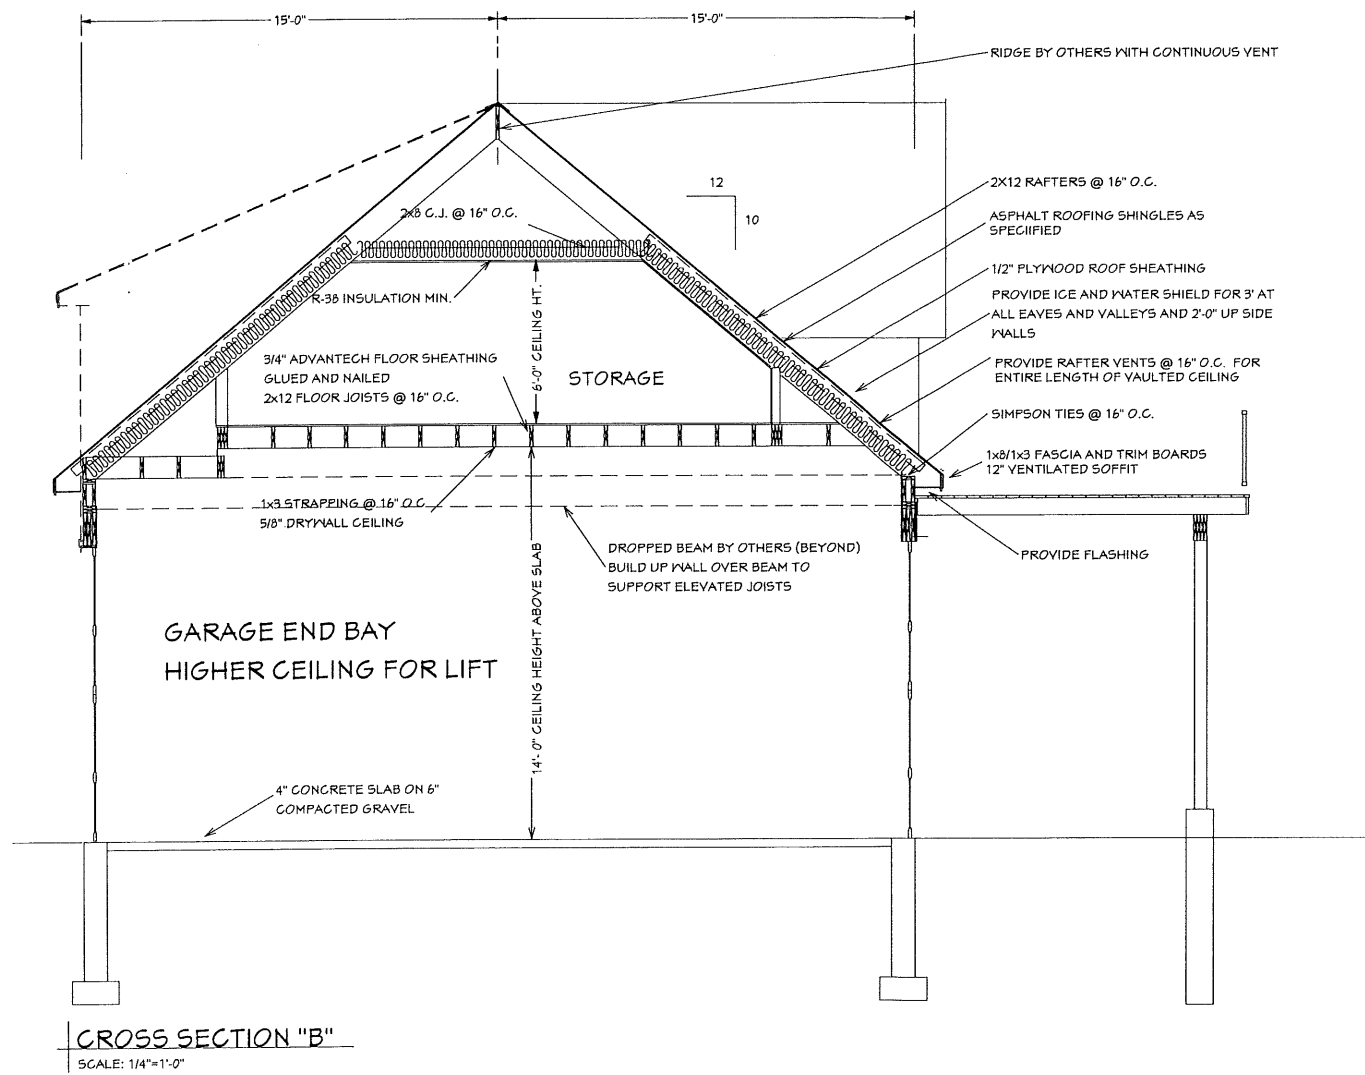 15'-0"
15'-0"
RIDGE BY OTHERS WITH CONTINUOUS VENT
12
10
2X12 RAFTERS @ 16" O.C.
ASPHALT ROOFING SHINGLES AS
SPECIIFIED
2x8 C.J. @ 16" O.C.
1/2" PLYWOOD ROOF SHEATHING
PROVIDE ICE AND WATER SHIELD FOR 3' AT
ALL EAVES AND VALLEYS AND 2'-0" UP SIDE
WALLS
R-38 INSULATION MIN.
6'-0" CEILING HT.
3/4" ADVANTECH FLOOR SHEATHING
GLUED AND NAILED
2x12 FLOOR JOISTS @ 16" O.C.
STORAGE
PROVIDE RAFTER VENTS @ 16" O.C. FOR
ENTIRE LENGTH OF VAULTED CEILING
SIMPSON TIES @ 16" O.C.
1x8/1x3 FASCIA AND TRIM BOARDS
12" VENTILATED SOFFIT
1x3 STRAPPING @ 16" O.C.
5/8" DRYWALL CEILING
DROPPED BEAM BY OTHERS (BEYOND)
BUILD UP WALL OVER BEAM TO
SUPPORT ELEVATED JOISTS
PROVIDE FLASHING
14'-0" CEILING HEIGHT ABOVE SLAB
GARAGE END BAY
HIGHER CEILING FOR LIFT
4" CONCRETE SLAB ON 6"
COMPACTED GRAVEL
CROSS SECTION "B"
SCALE: 1/4"=1'-0"